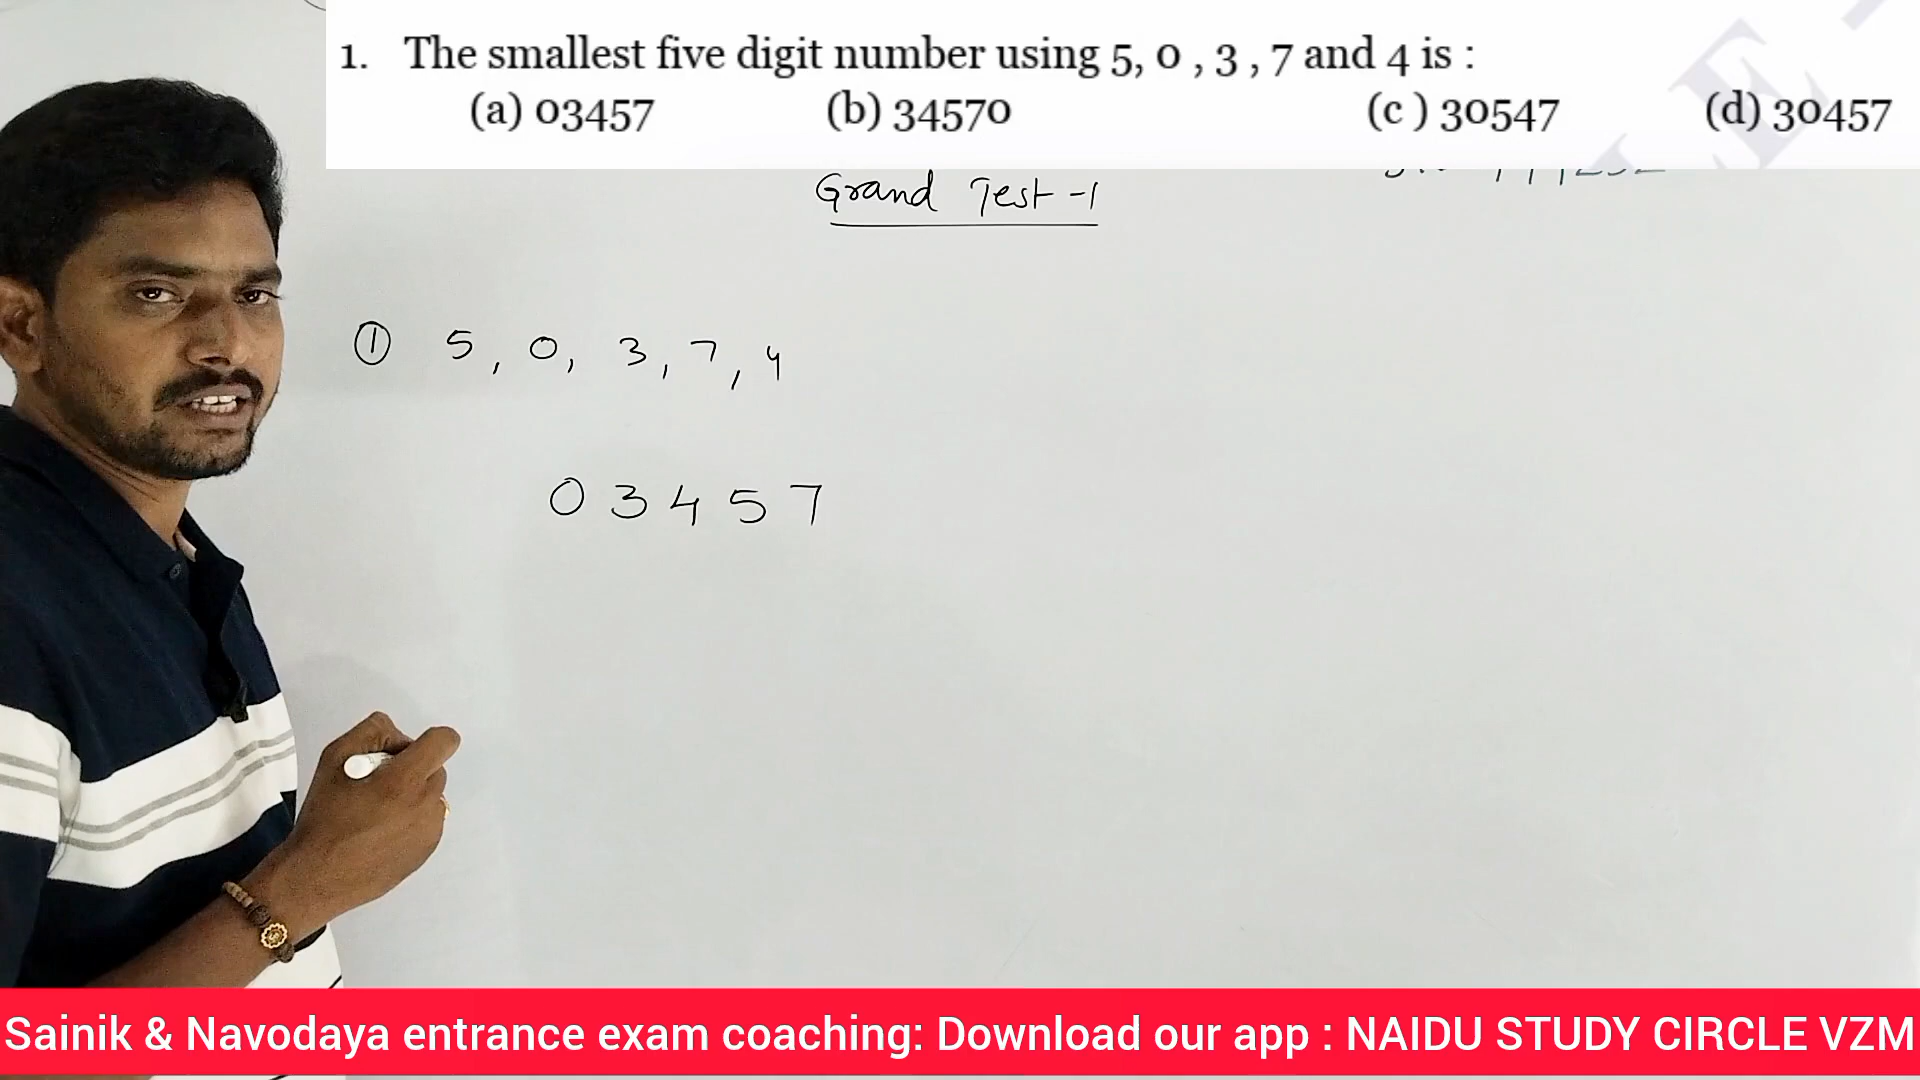 1. The smallest five digit number using 5, 0 , 3 , 7 and 4 is :
(a) 03457 (b) 34570 (c ) 30547 (d) 30457
Grand Test -1
① 5, 0, 3, 7, 4
0 3 4 5 7
Sainik & Navodaya entrance exam coaching: Download our app : NAIDU STUDY CIRCLE VZM